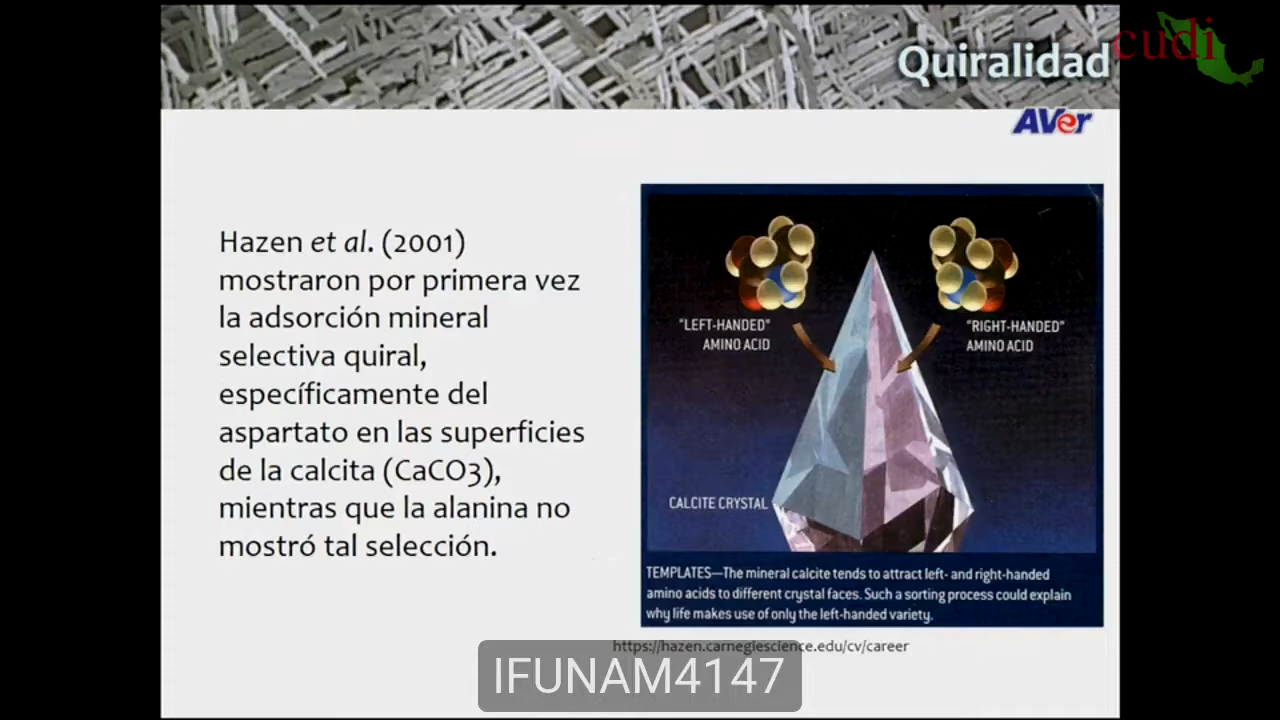 Quiralidad
cudi
AVer
Hazen et al. (2001)
mostraron por primera vez
la adsorción mineral
selectiva quiral,
específicamente del
aspartato en las superficies
de la calcita (CaCO3),
mientras que la alanina no
mostró tal selección.
"LEFT-HANDED"
AMINO ACID
"RIGHT-HANDED"
AMINO ACID
CALCITE CRYSTAL
TEMPLATES—The mineral calcite tends to attract left- and right-handed
amino acids to different crystal faces. Such a sorting process could explain
why life makes use of only the left-handed variety.
https://hazen.carnegiescience.edu/cv/career
IFUNAM4147